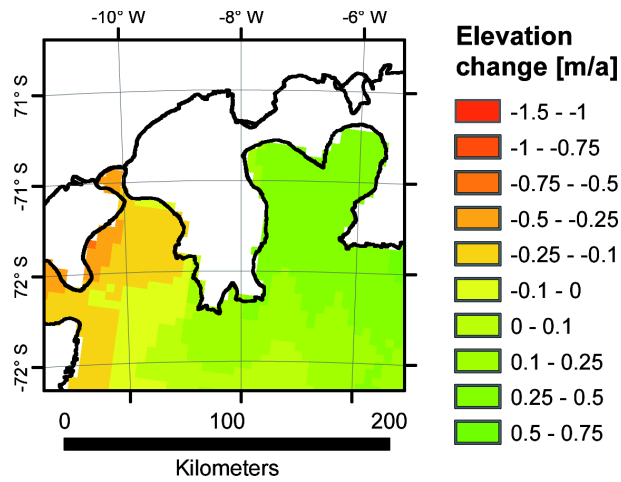 -10° W
-8° W
-6° W
71° S
-71° S
-72° S
-72° S
0
100
200
Kilometers
Elevation
change [m/a]
-1.5 - -1
-1 - -0.75
-0.75 - -0.5
-0.5 - -0.25
-0.25 - -0.1
-0.1 - 0
0 - 0.1
0.1 - 0.25
0.25 - 0.5
0.5 - 0.75